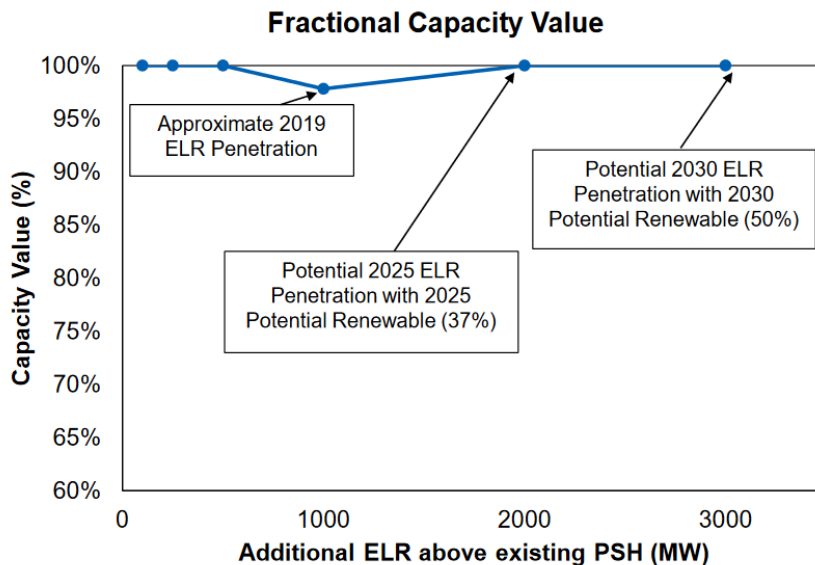 Fractional Capacity Value
100%
95%
90%
85%
80%
75%
70%
65%
60%
Capacity Value (%)
Approximate 2019
ELR Penetration
Potential 2025 ELR
Penetration with 2025
Potential Renewable (37%)
Potential 2030 ELR
Penetration with 2030
Potential Renewable (50%)
0
1000
2000
3000
Additional ELR above existing PSH (MW)